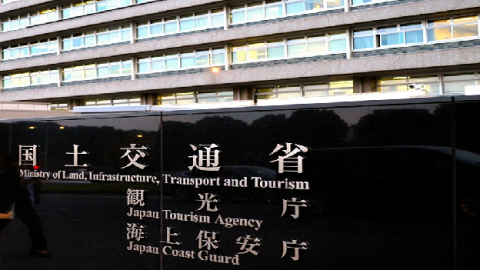 国土交通省
Ministry of Land, Infrastructure, Transport and Tourism
観光庁
Japan Tourism Agency
海上保安庁
Japan Coast Guard